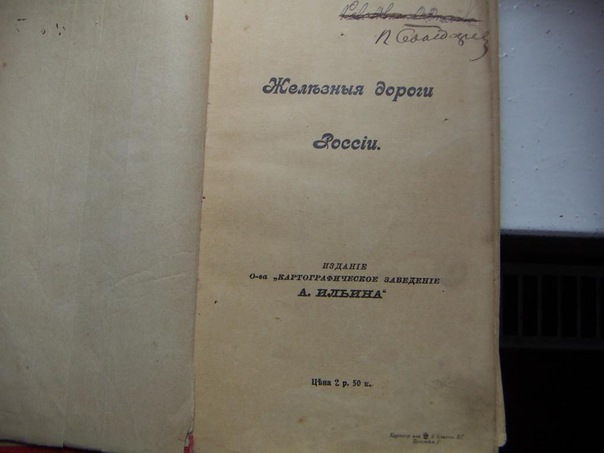 Желѣзныя дороги
Россіи.
ИЗДАНІЕ
О-ва „КАРТОГРАФИЧЕСКОЕ ЗАВЕДЕНІЕ
А. ИЛЬИНА“
Цѣна 2 р. 50 к.